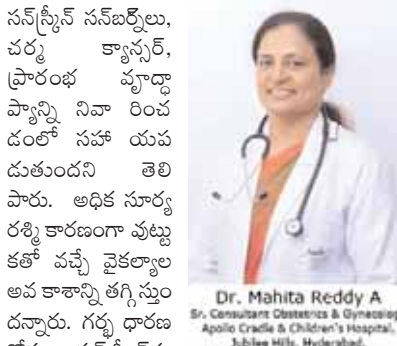 సన్‌స్క్రీన్ సన్‌బర్న్‌లు,
చర్మ క్యాన్సర్,
ప్రారంభ వృద్ధా
ప్యాన్ని నివా రించ
డంలో సహా యప
డుతుందని తెలి
పారు. అధిక సూర్య
రశ్మి కారణంగా వుట్టు
కతో వచ్చే వైకల్యాల
అవ కాశాన్ని తగ్గి స్తుం
దన్నారు. గర్భ ధారణ
Dr. Mahita Reddy A
Sr. Consultant Obstetrics & Gynecology
Apollo Cradle & Children's Hospital,
Jubilee Hills, Hyderabad.